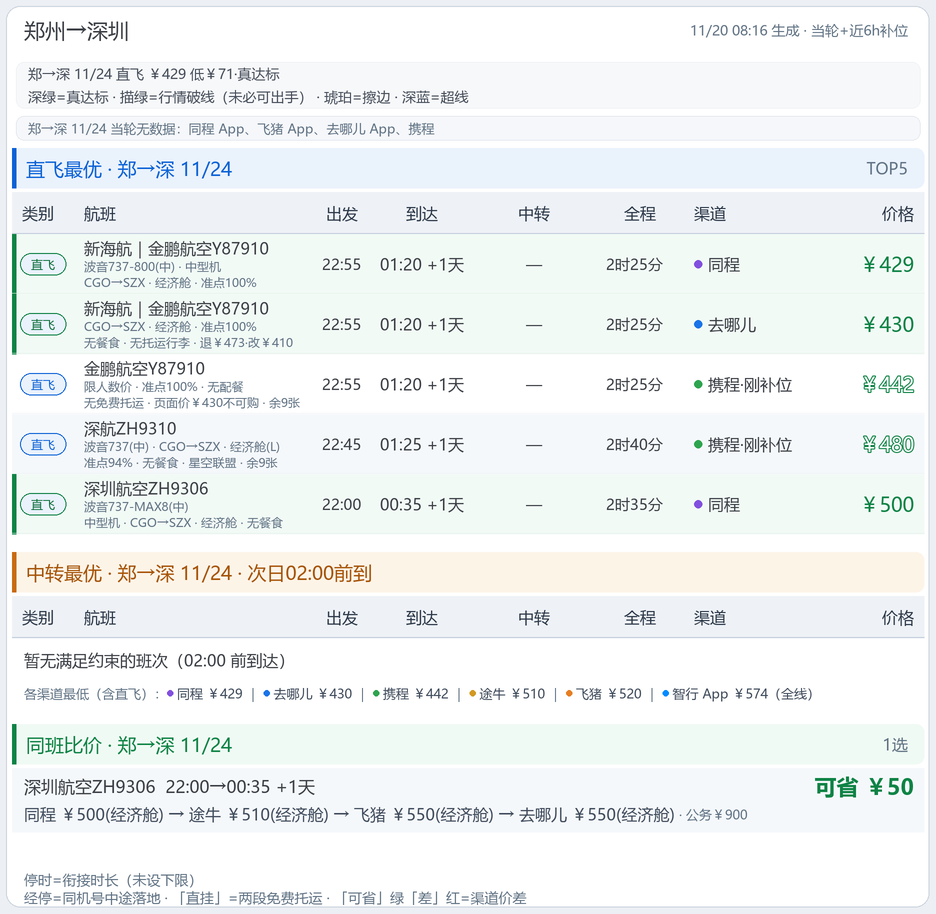 郑州→深圳
11/20 08:16 生成 · 当轮+近6h补位
郑→深 11/24 直飞 ￥429 低￥71·真达标
深绿=真达标 · 描绿=行情破线（未必可出手） · 琥珀=擦边 · 深蓝=超线
郑→深 11/24 当轮无数据：同程 App、飞猪 App、去哪儿 App、携程
直飞最优 · 郑→深 11/24 TOP5
类别 航班 出发 到达 中转 全程 渠道 价格
新海航｜金鹏航空Y87910
直飞 波音737-800(中) · 中型机 22:55 01:20 +1天 — 2时25分 同程 ￥429
CGO→SZX · 经济舱 · 准点100%
新海航｜金鹏航空Y87910
直飞 CGO→SZX · 经济舱 · 准点100% 22:55 01:20 +1天 — 2时25分 去哪儿 ￥430
无餐食 · 无托运行李 · 退￥473·改￥410
金鹏航空Y87910
直飞 限人数价 · 准点100% · 无配餐 22:55 01:20 +1天 — 2时25分 携程·刚补位 ￥442
无免费托运 · 页面价￥430不可购 · 余9张
深航ZH9310
直飞 波音737(中) · CGO→SZX · 经济舱(L) 22:45 01:25 +1天 — 2时40分 携程·刚补位 ￥480
准点94% · 无餐食 · 星空联盟 · 余9张
深圳航空ZH9306
直飞 波音737-MAX8(中) 22:00 00:35 +1天 — 2时35分 同程 ￥500
中型机 · CGO→SZX · 经济舱 · 无餐食
中转最优 · 郑→深 11/24 · 次日02:00前到
类别 航班 出发 到达 中转 全程 渠道 价格
暂无满足约束的班次（02:00 前到达）
各渠道最低（含直飞）： 同程 ￥429 ｜ 去哪儿 ￥430 ｜ 携程 ￥442 ｜ 途牛 ￥510 ｜ 飞猪 ￥520 ｜ 智行 App ￥574（全线）
同班比价 · 郑→深 11/24 1选
深圳航空ZH9306 22:00→00:35 +1天 可省 ￥50
同程 ￥500(经济舱) → 途牛 ￥510(经济舱) → 飞猪 ￥550(经济舱) → 去哪儿 ￥550(经济舱) · 公务￥900
停时=衔接时长（未设下限）
经停=同机号中途落地 · 「直挂」=两段免费托运 · 「可省」绿「差」红=渠道价差